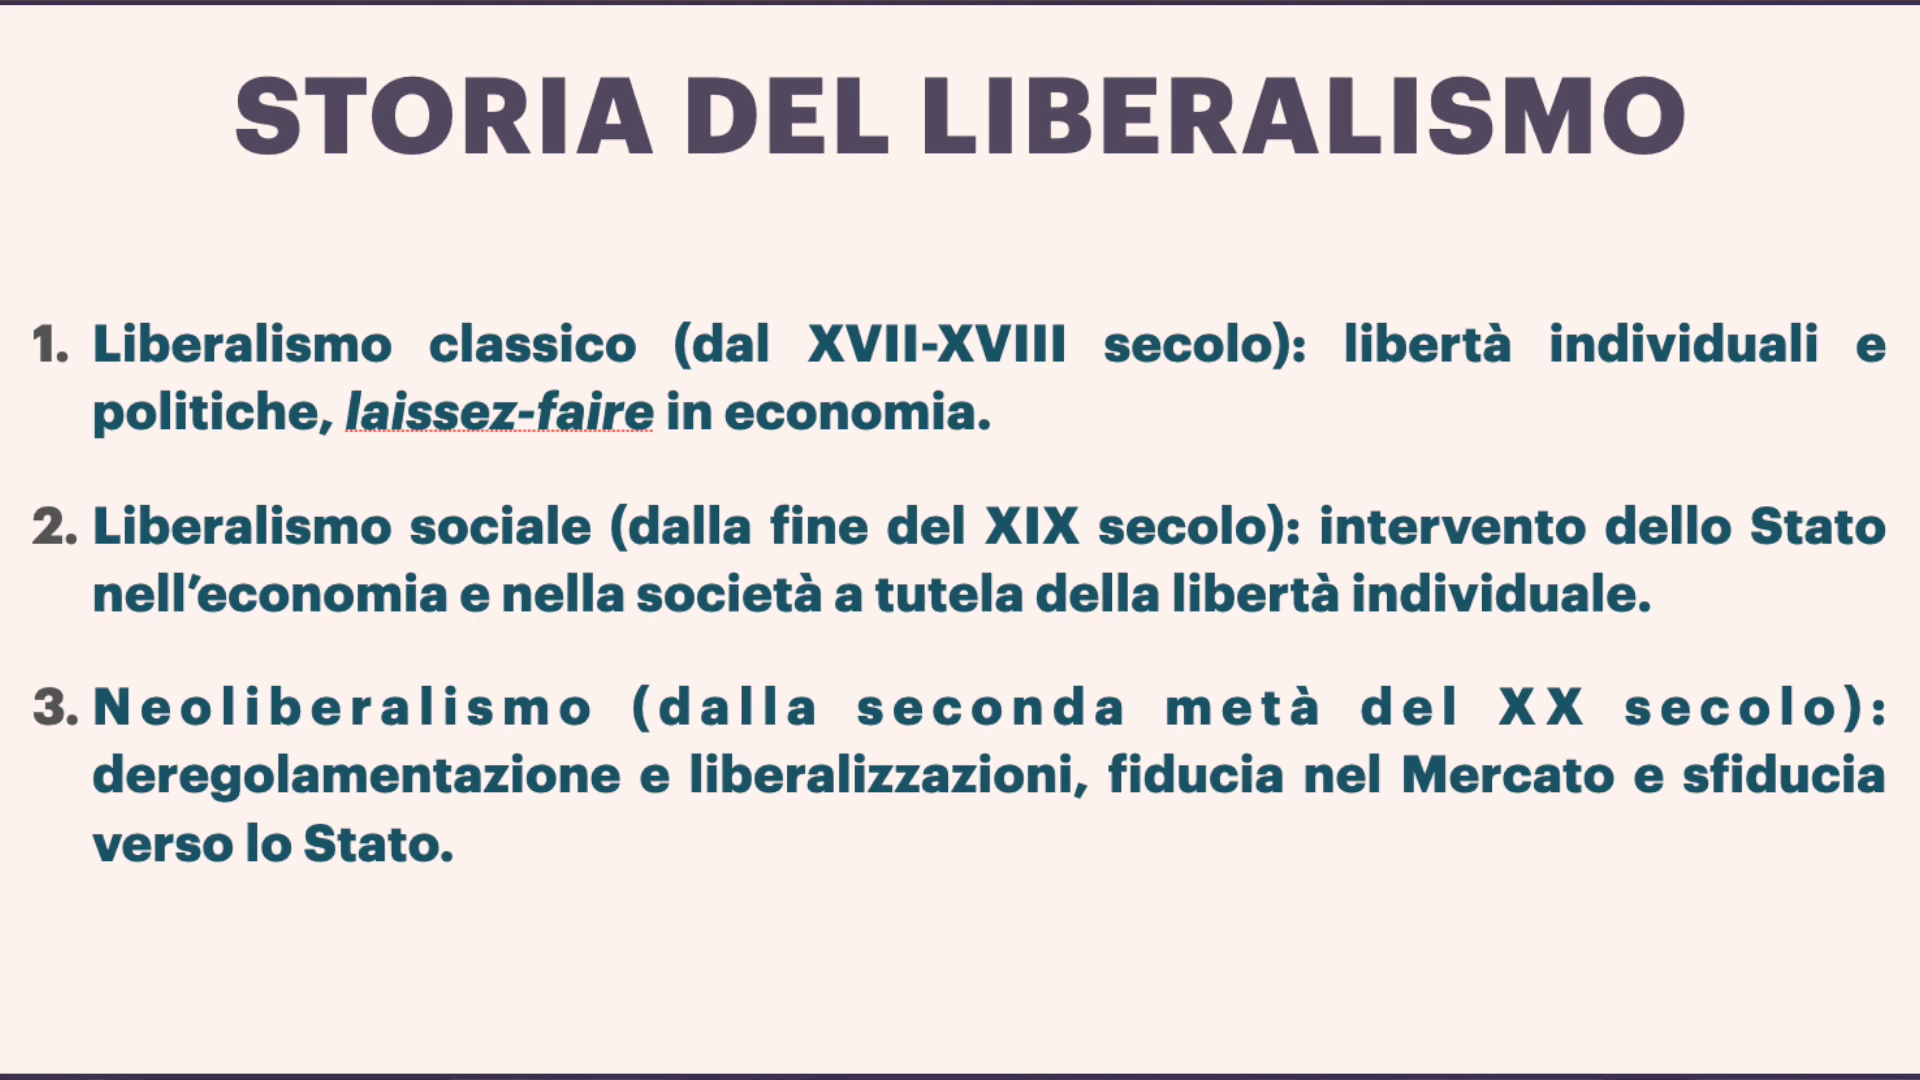 STORIA DEL LIBERALISMO
1. Liberalismo classico (dal XVII-XVIII secolo): libertà individuali e
politiche, laissez-faire in economia.
2. Liberalismo sociale (dalla fine del XIX secolo): intervento dello Stato
nell’economia e nella società a tutela della libertà individuale.
3. Neoliberalismo (dalla seconda metà del XX secolo):
deregolamentazione e liberalizzazioni, fiducia nel Mercato e sfiducia
verso lo Stato.